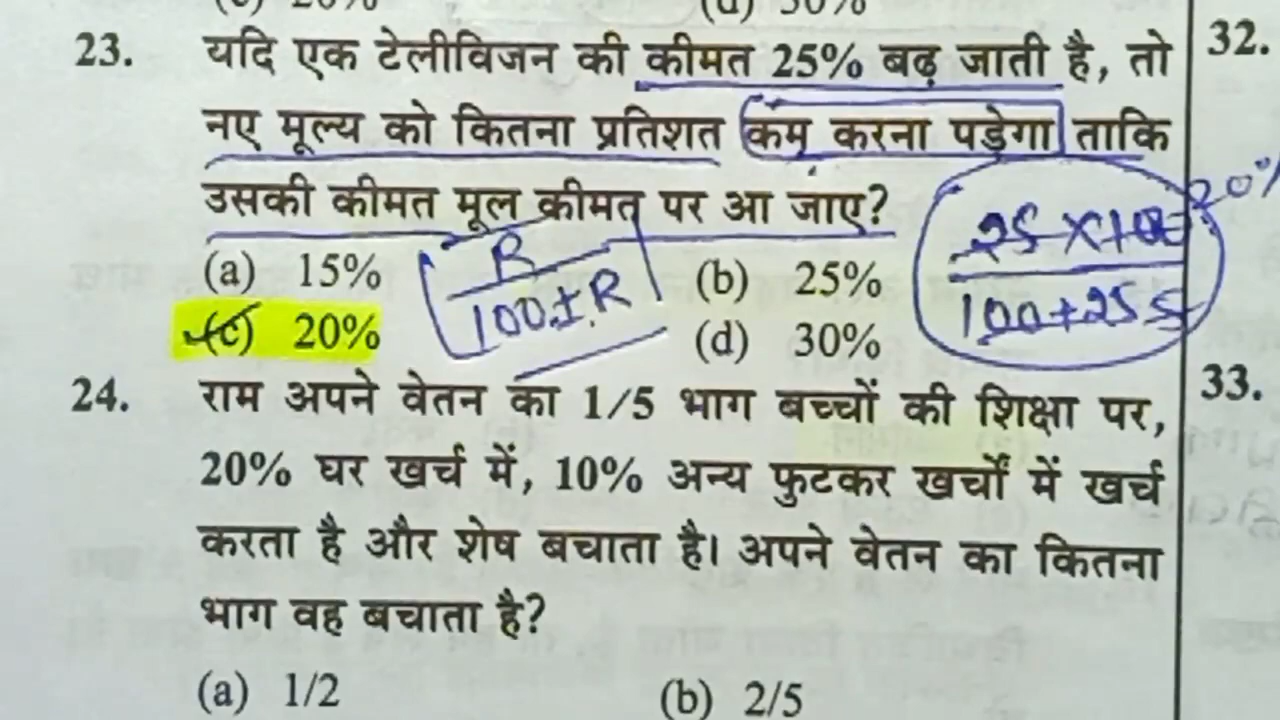 23. यदि एक टेलीविजन की कीमत 25% बढ़ जाती है, तो
नए मूल्य को कितना प्रतिशत कम करना पड़ेगा ताकि
उसकी कीमत मूल कीमत पर आ जाए?
(a) 15%
(b) 25%
(c) 20%
(d) 30%
R
100±R
25 X100
100+25
20%
24. राम अपने वेतन का 1/5 भाग बच्चों की शिक्षा पर,
20% घर खर्च में, 10% अन्य फुटकर खर्चों में खर्च
करता है और शेष बचाता है। अपने वेतन का कितना
भाग वह बचाता है?
(a) 1/2
(b) 2/5
32.
33.